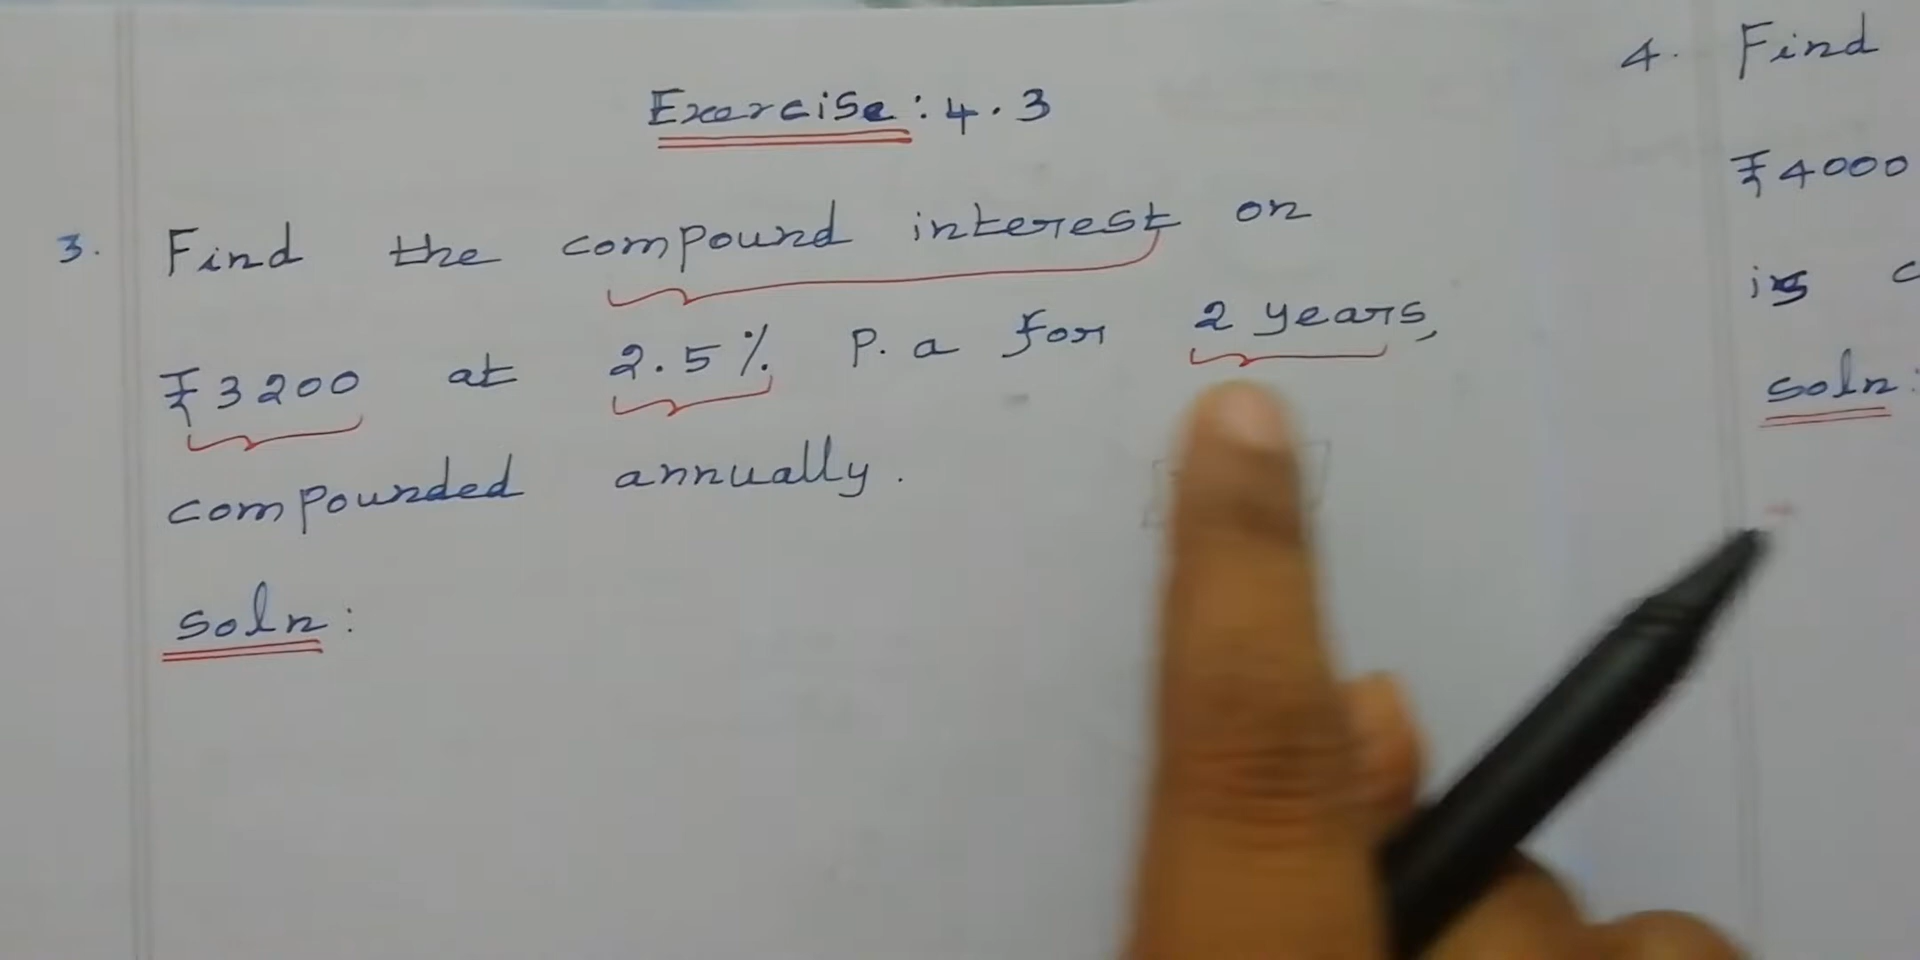 Exercise: 4.3
3. Find the compound interest on
₹3200 at 2.5% P.a for 2 years,
compounded annually.
Soln:
4. Find
₹4000
is
Soln: